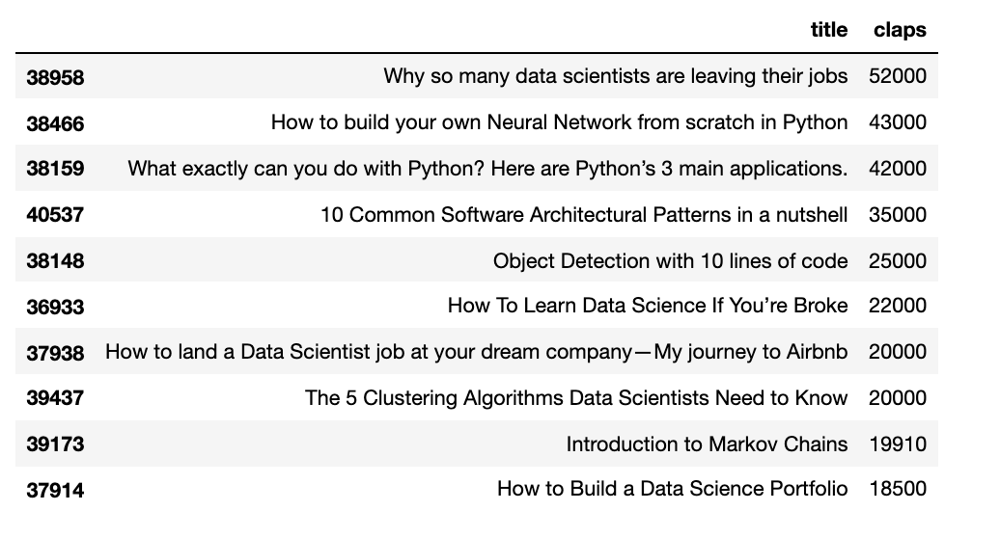 title claps
38958 Why so many data scientists are leaving their jobs 52000
38466 How to build your own Neural Network from scratch in Python 43000
38159 What exactly can you do with Python? Here are Python’s 3 main applications. 42000
40537 10 Common Software Architectural Patterns in a nutshell 35000
38148 Object Detection with 10 lines of code 25000
36933 How To Learn Data Science If You’re Broke 22000
37938 How to land a Data Scientist job at your dream company—My journey to Airbnb 20000
39437 The 5 Clustering Algorithms Data Scientists Need to Know 20000
39173 Introduction to Markov Chains 19910
37914 How to Build a Data Science Portfolio 18500